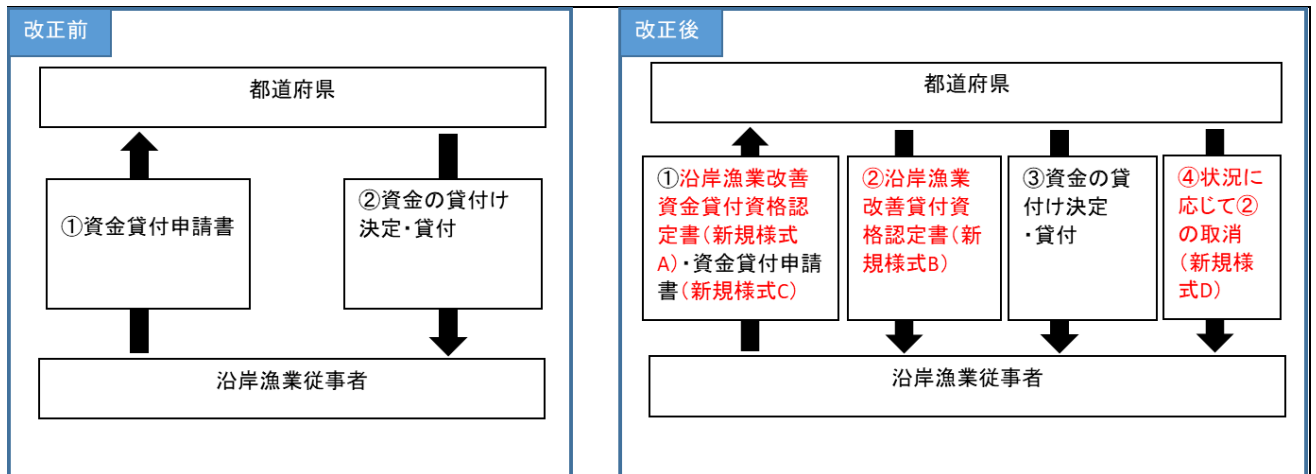 改正前
都道府県
①資金貸付申請書
②資金の貸付け
決定・貸付
沿岸漁業従事者
改正後
都道府県
①沿岸漁業改善
資金貸付資格認
定書(新規様式
A)・資金貸付申請
書(新規様式C)
②沿岸漁業
改善貸付資
格認定書(新
規様式B)
③資金の貸
付け決定
・貸付
④状況に
応じて②
の取消
(新規様
式D)
沿岸漁業従事者